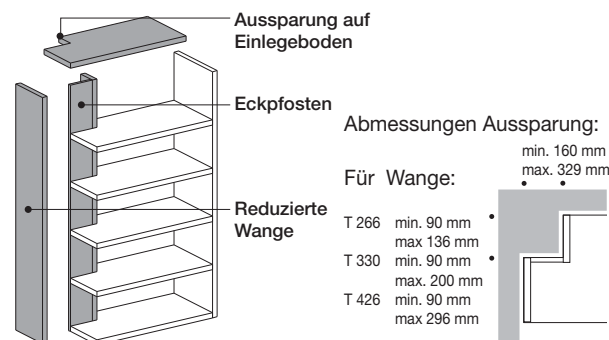 Aussparung auf
Einlegeboden
Eckpfosten
Reduzierte
Wange
Abmessungen Aussparung:
min. 160 mm
max. 329 mm
Für Wange:
T 266 min. 90 mm
max 136 mm
T 330 min. 90 mm
max. 200 mm
T 426 min. 90 mm
max 296 mm